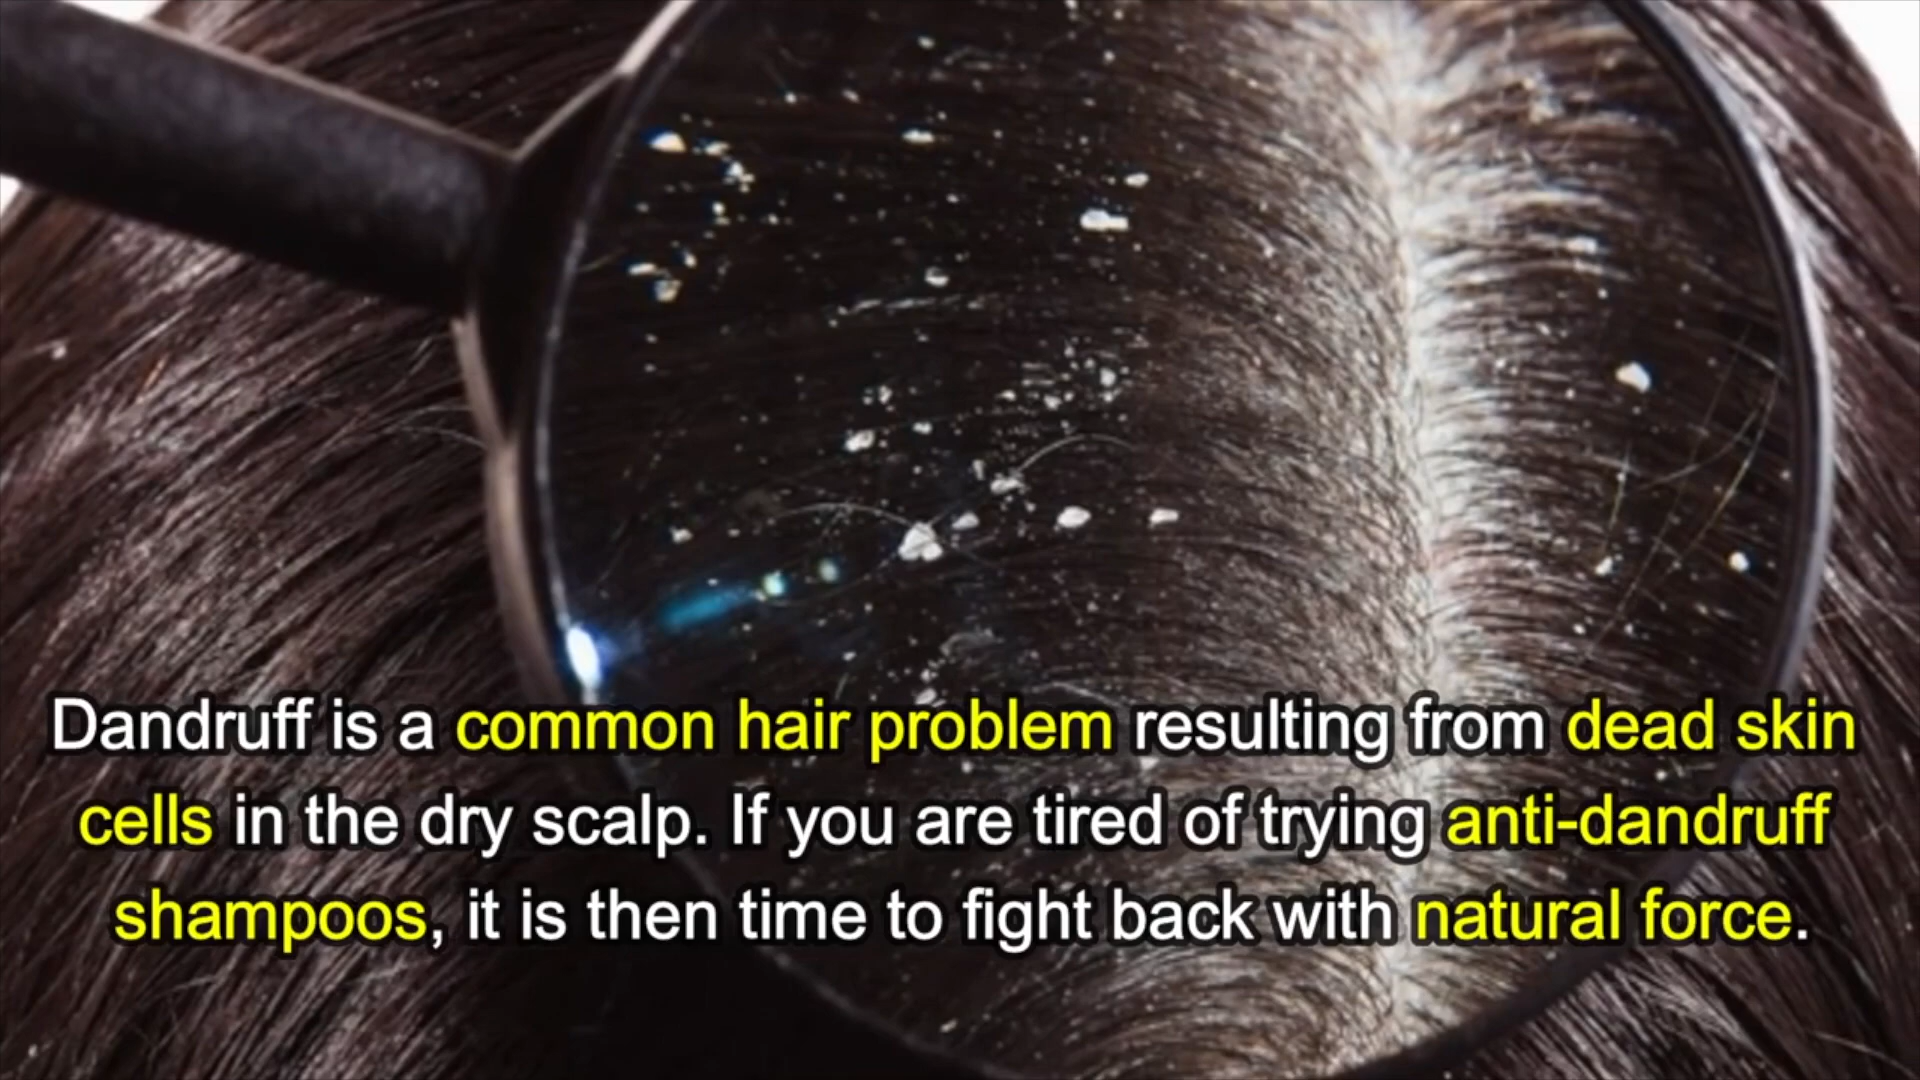 Dandruff is a common hair problem resulting from dead skin
cells in the dry scalp. If you are tired of trying anti-dandruff
shampoos, it is then time to fight back with natural force.